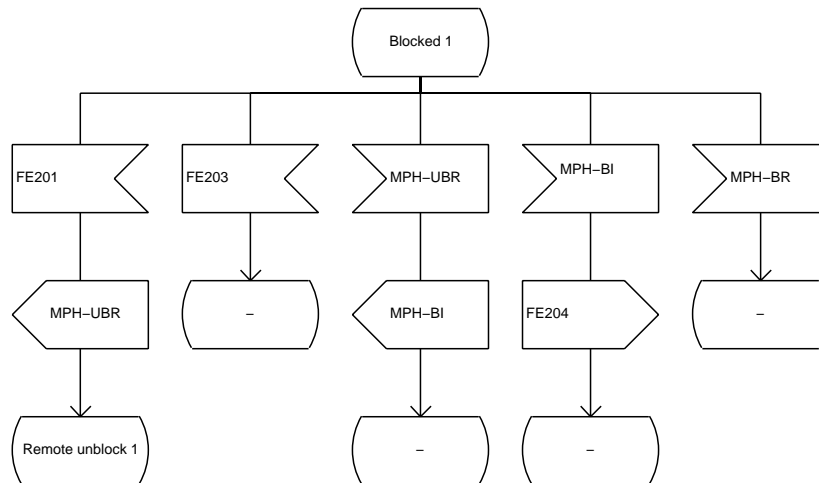 Blocked 1
FE201
FE203
MPH−UBR
MPH−BI
MPH−BR
MPH−UBR
−
MPH−BI
FE204
−
Remote unblock 1
−
−